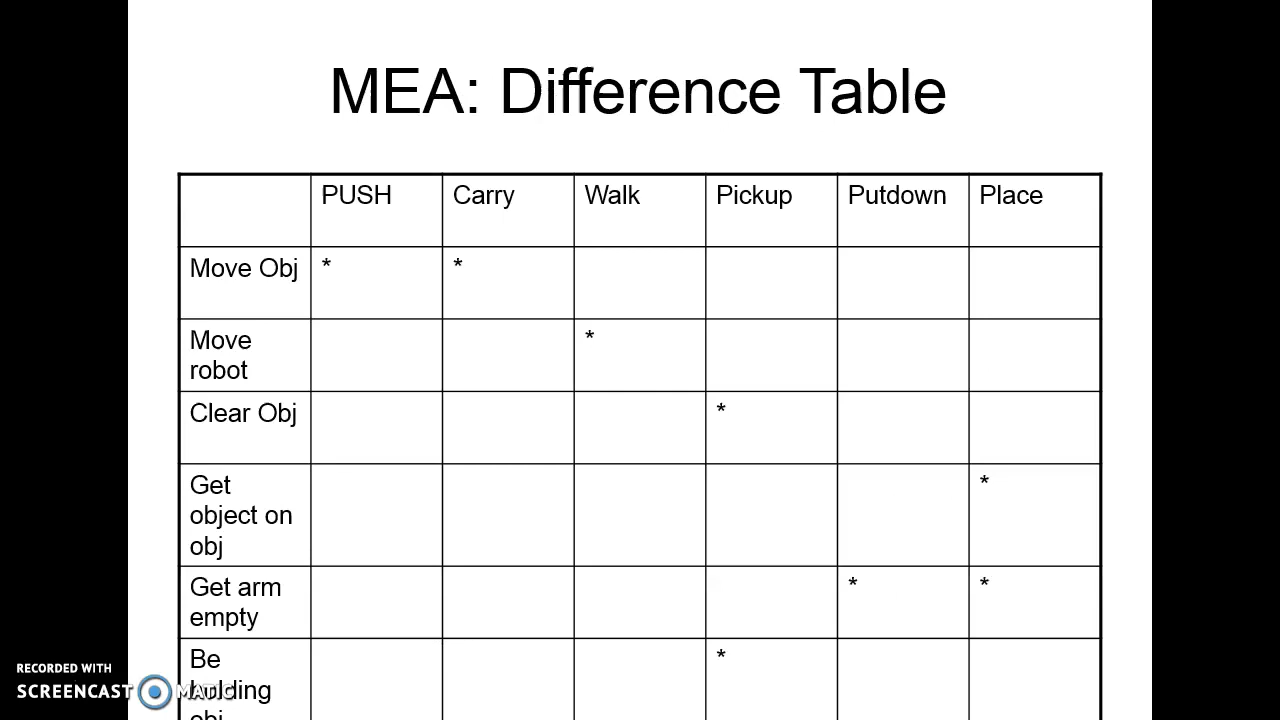 MEA: Difference Table
PUSH Carry Walk Pickup Putdown Place
Move Obj * *
Move
robot *
Clear Obj *
Get *
object on
obj
Get arm * *
empty
Be *
RECORDED WITH
SCREENCAST MATIC